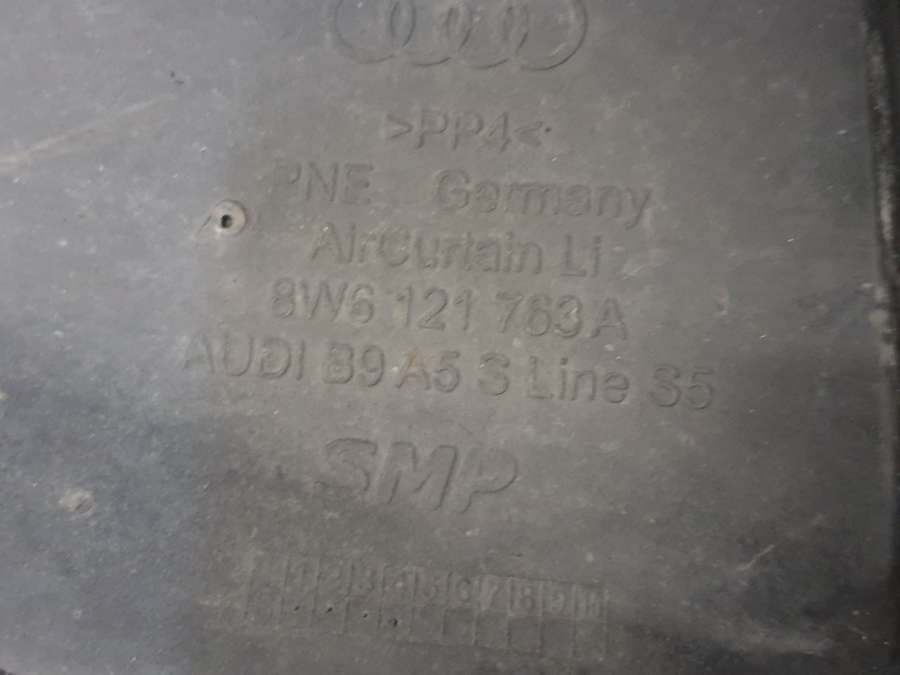 >PP4<
PNE Germany
AirCurtain Li
8W6 121 763 A
AUDI B9 A5 S Line S5
SMP